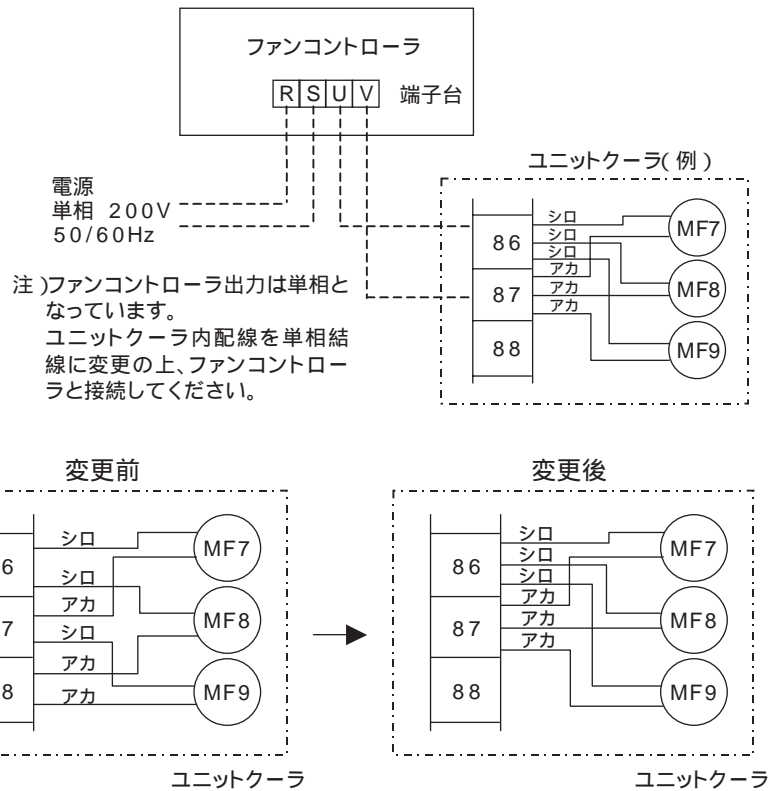 ファンコントローラ
R S U V 端子台
電源
単相 200V
50/60Hz
ユニットクーラ(例)
86
87
88
シロ
シロ
シロ
アカ
アカ
アカ
MF7
MF8
MF9
注)ファンコントローラ出力は単相と
なっています。
ユニットクーラ内配線を単相結
線に変更の上、ファンコントロー
ラと接続してください。
変更前
6
7
8
シロ
シロ
アカ
シロ
アカ
アカ
MF7
MF8
MF9
ユニットクーラ
変更後
86
87
88
シロ
シロ
シロ
アカ
アカ
アカ
MF7
MF8
MF9
ユニットクーラ